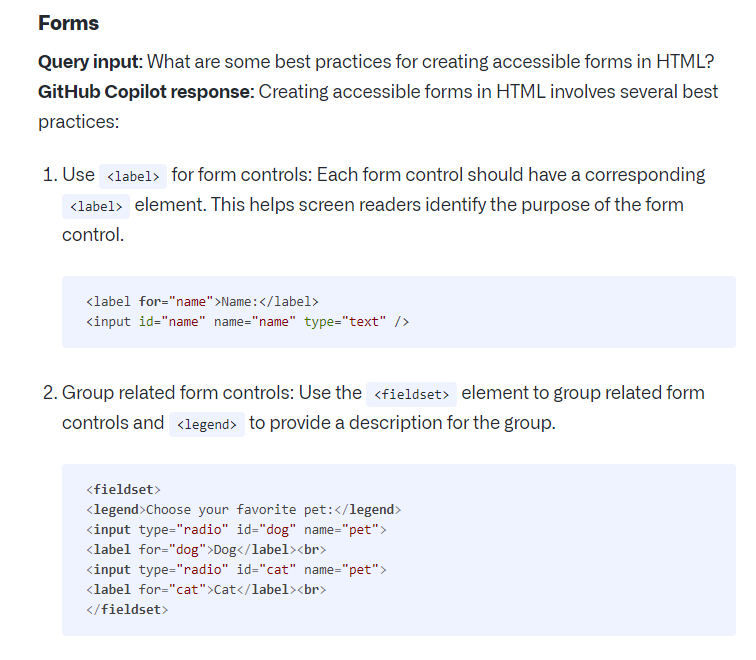 Forms
Query input: What are some best practices for creating accessible forms in HTML?
GitHub Copilot response: Creating accessible forms in HTML involves several best
practices:
1. Use <label> for form controls: Each form control should have a corresponding
<label> element. This helps screen readers identify the purpose of the form
control.
<label for="name">Name:</label>
<input id="name" name="name" type="text" />
2. Group related form controls: Use the <fieldset> element to group related form
controls and <legend> to provide a description for the group.
<fieldset>
<legend>Choose your favorite pet:</legend>
<input type="radio" id="dog" name="pet">
<label for="dog">Dog</label><br>
<input type="radio" id="cat" name="pet">
<label for="cat">Cat</label><br>
</fieldset>